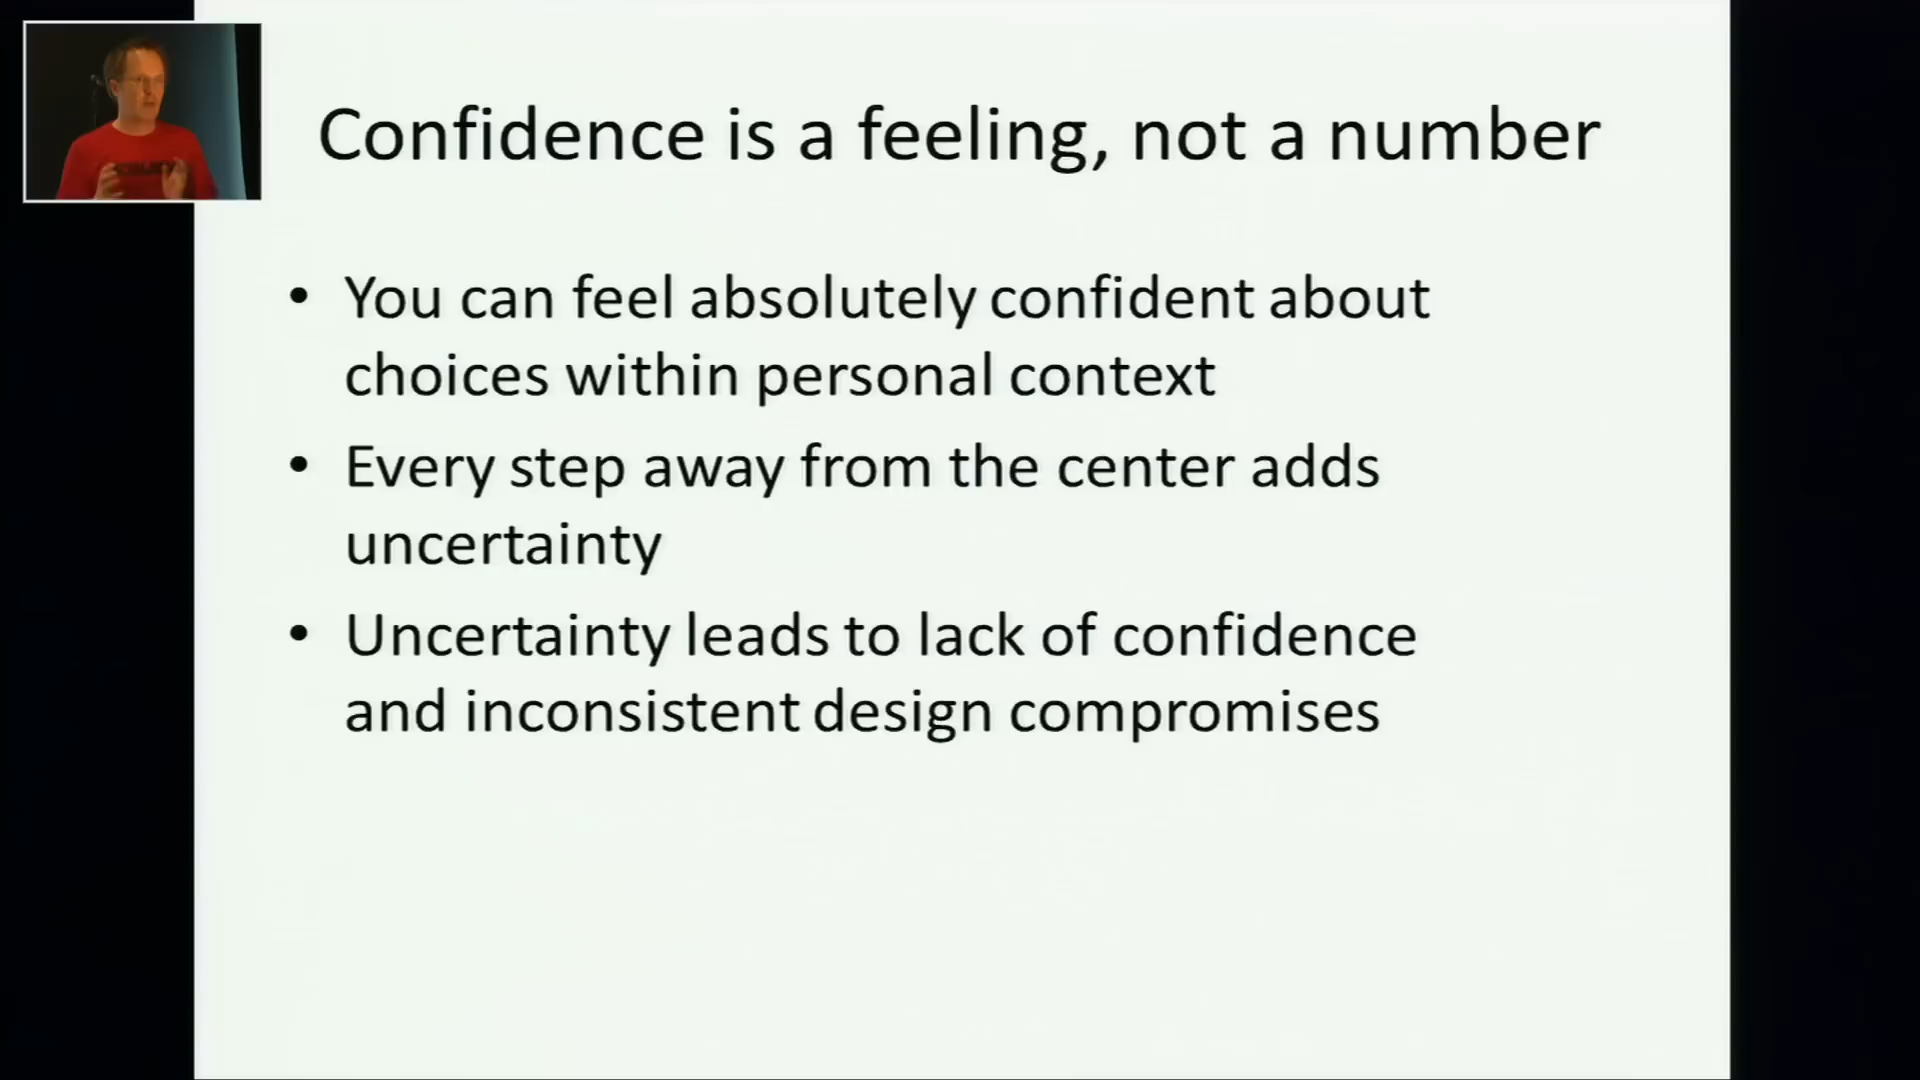 Confidence is a feeling, not a number
• You can feel absolutely confident about
choices within personal context
• Every step away from the center adds
uncertainty
• Uncertainty leads to lack of confidence
and inconsistent design compromises